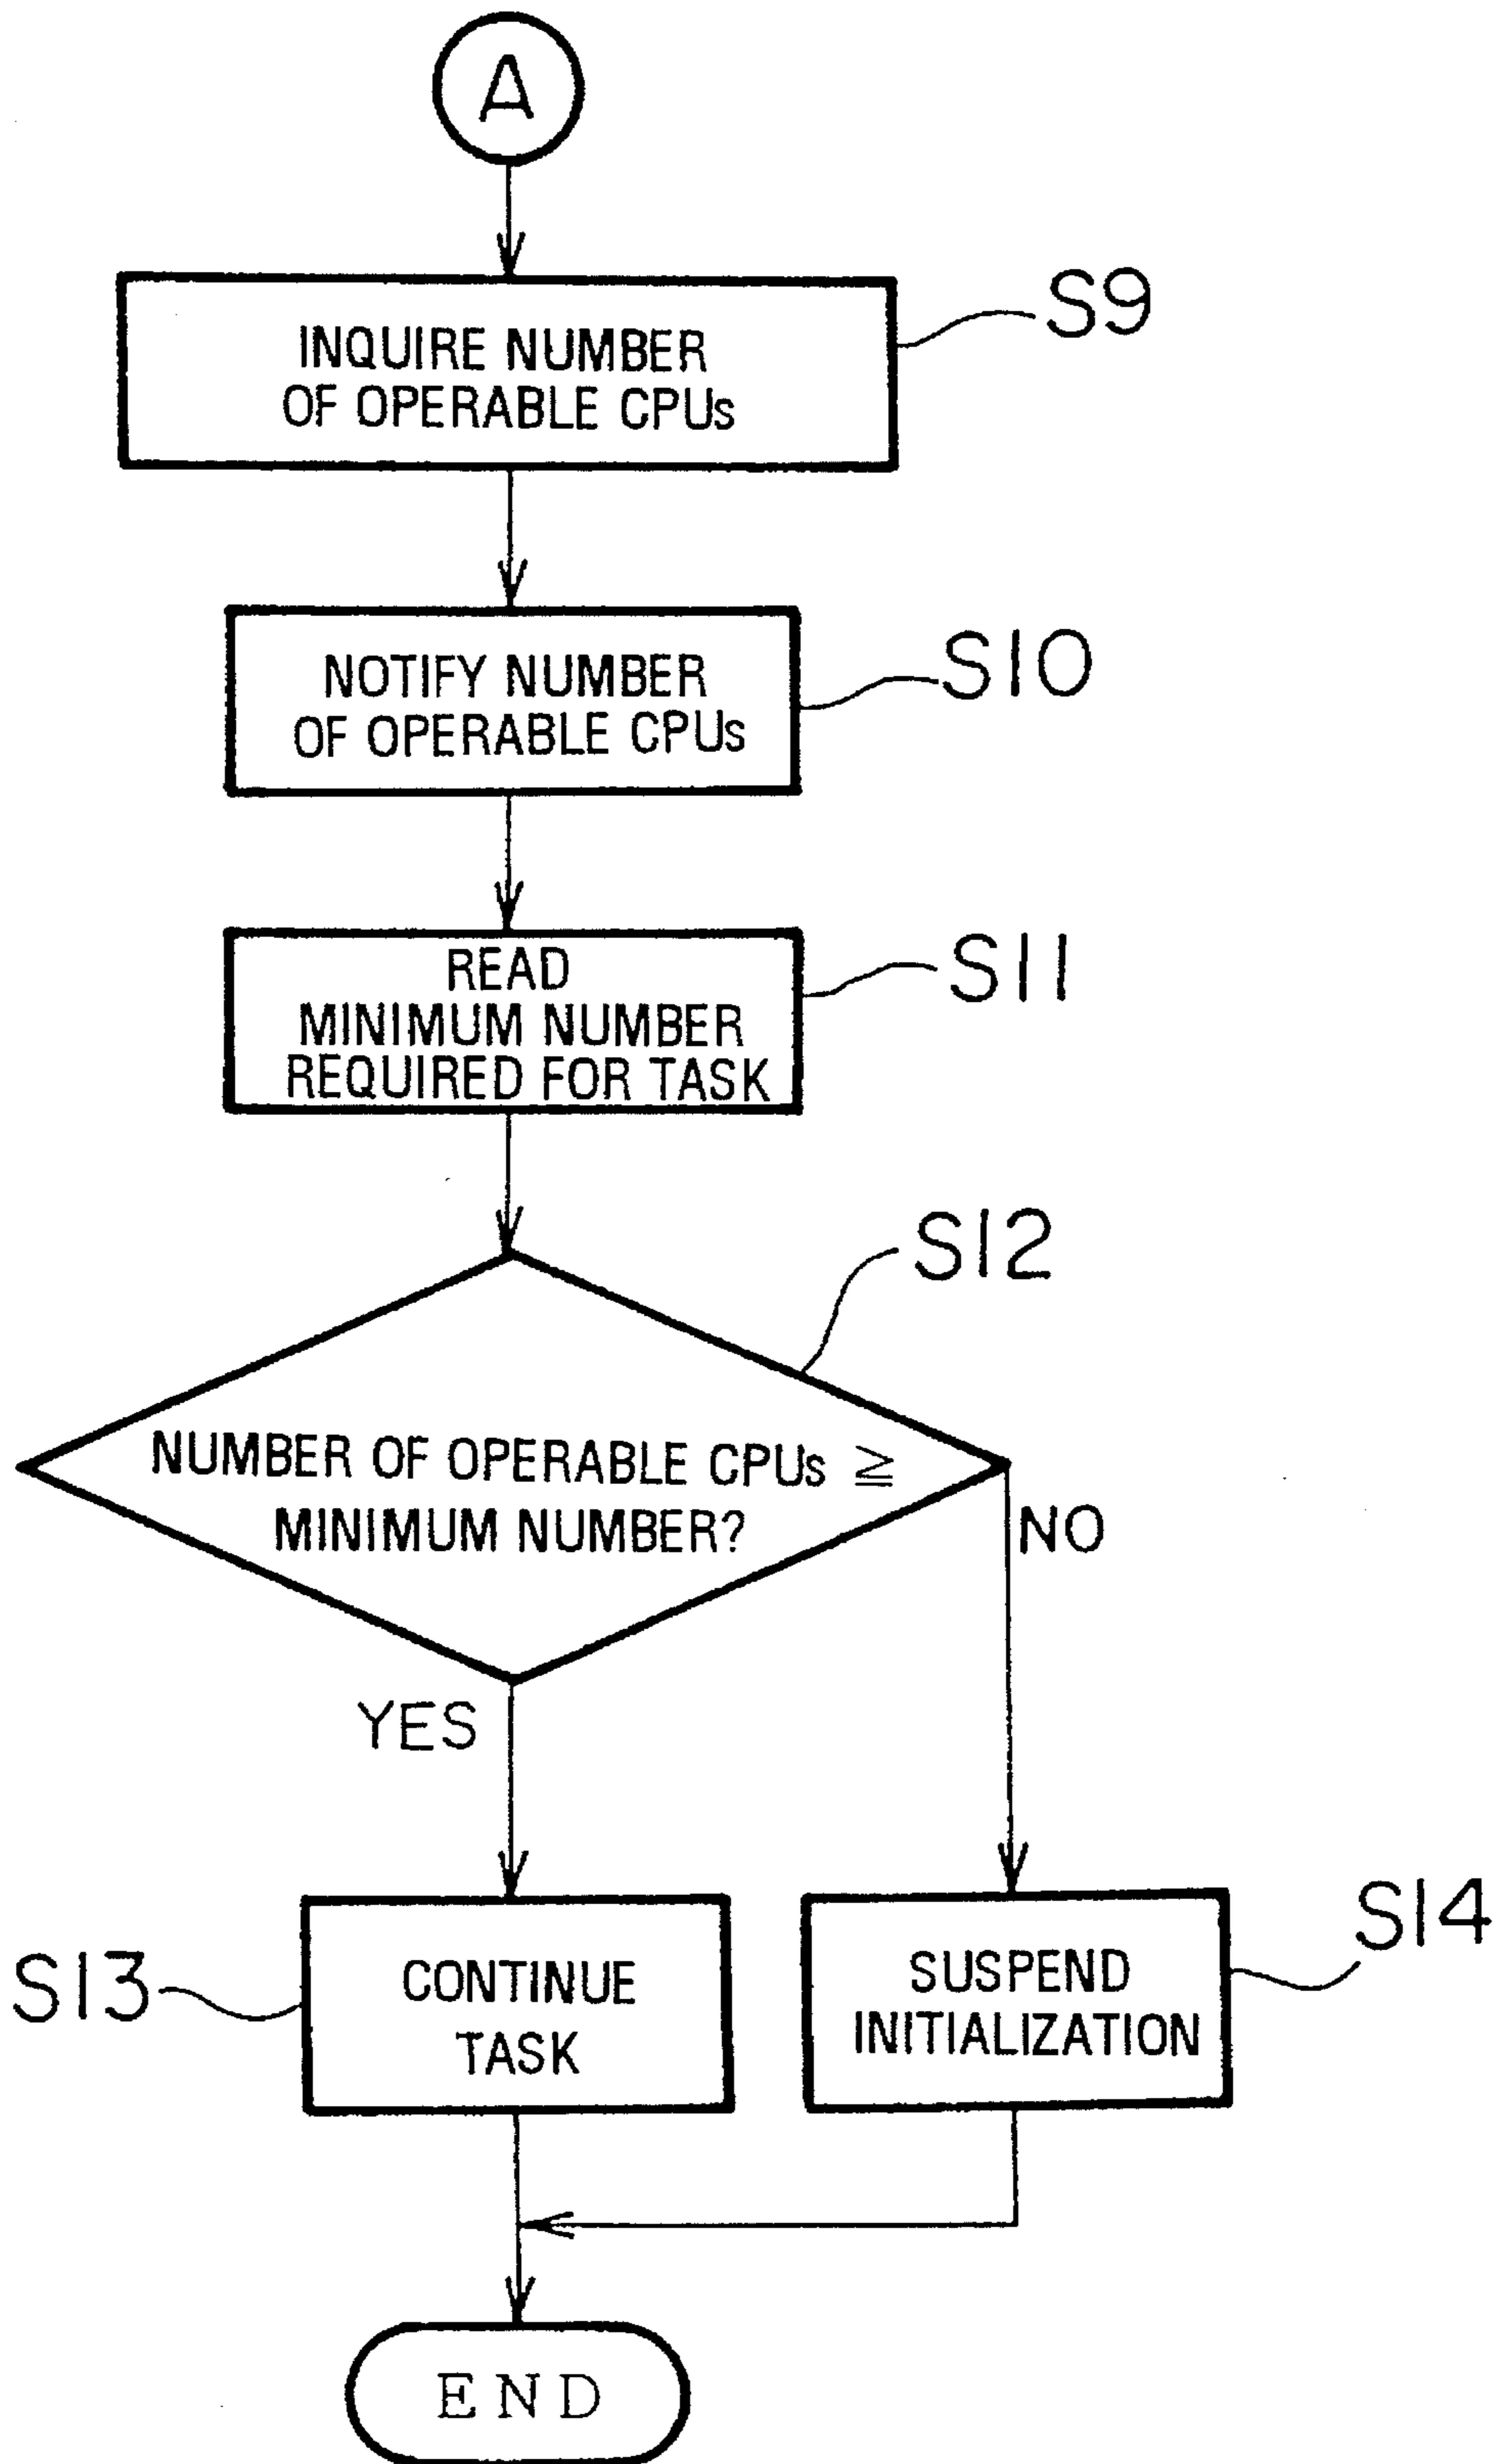 A
INQUIRE NUMBER
OF OPERABLE CPUs
S9
NOTIFY NUMBER
OF OPERABLE CPUs
S10
READ
MINIMUM NUMBER
REQUIRED FOR TASK
S11
S12
NUMBER OF OPERABLE CPUs ≧
MINIMUM NUMBER?
NO
YES
S13
CONTINUE
TASK
SUSPEND
INITIALIZATION
S14
END